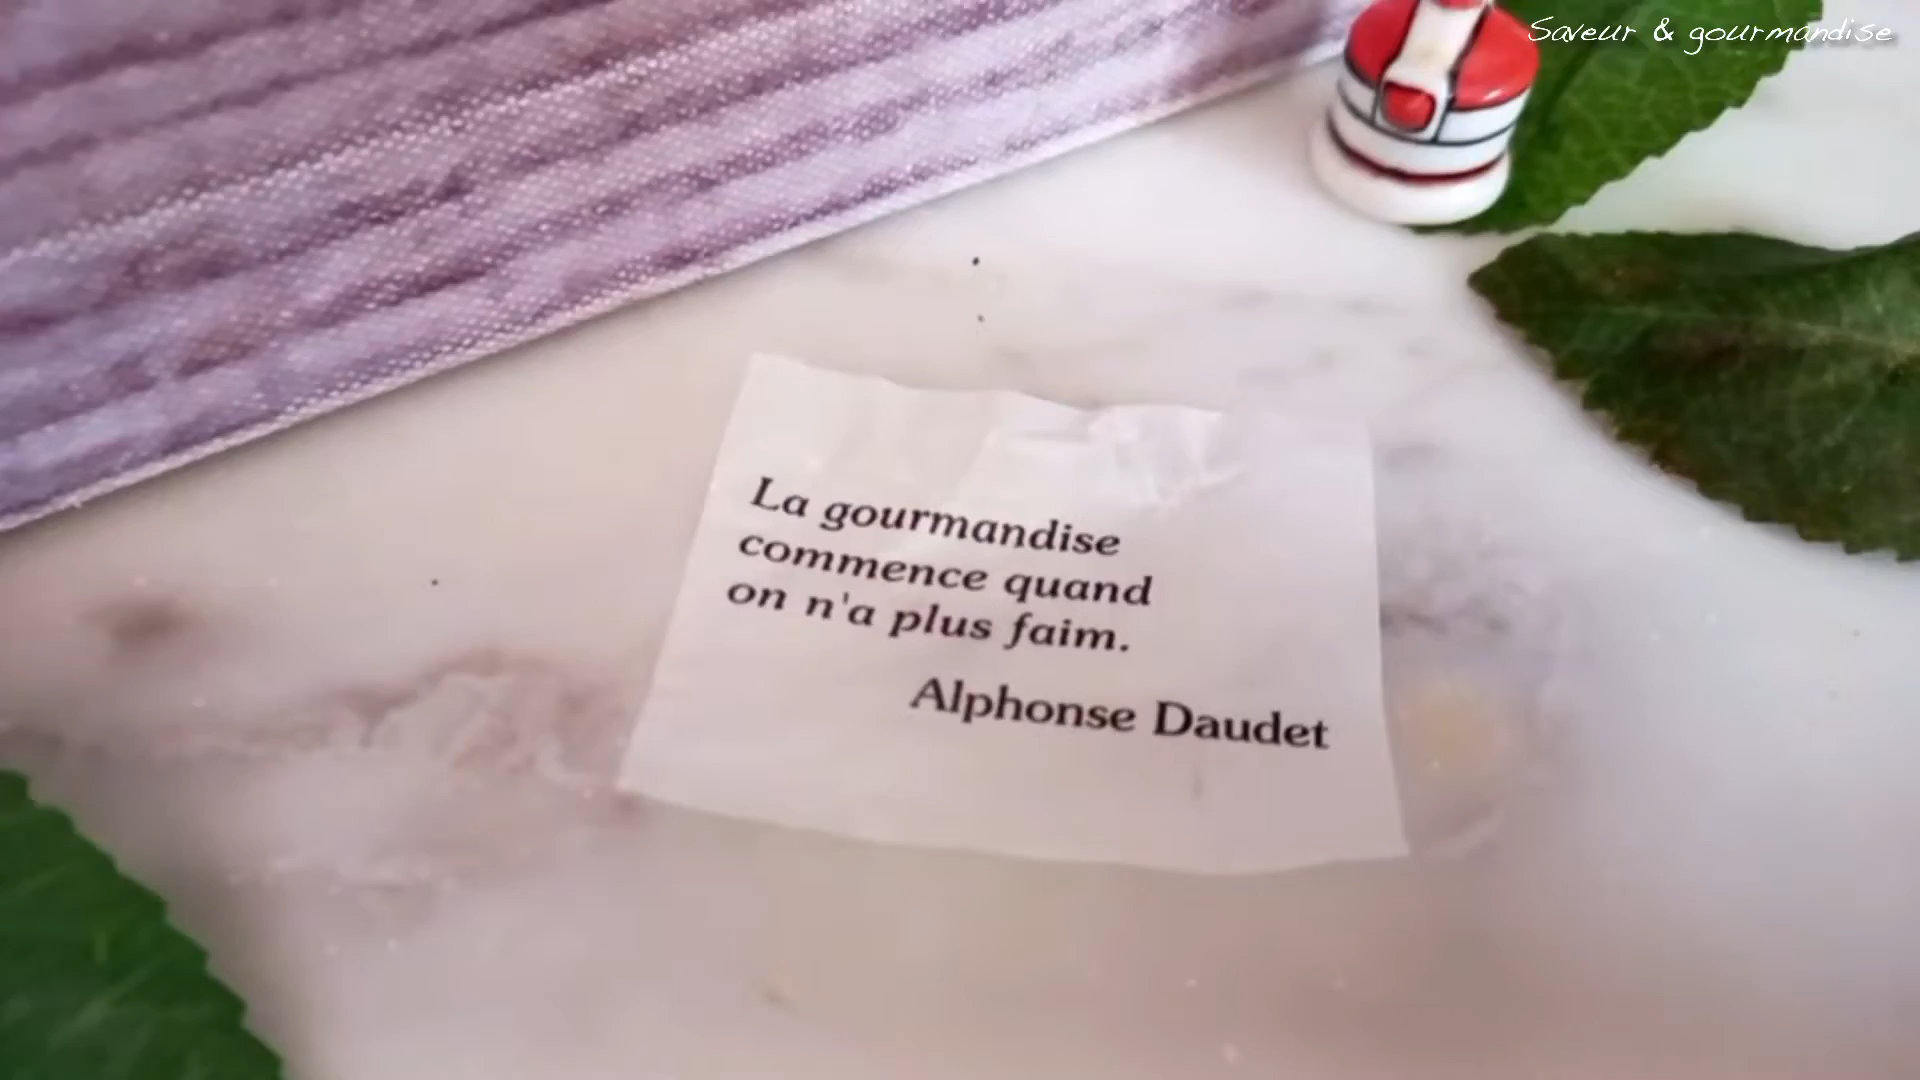 Saveur & gourmandise
La gourmandise
commence quand
on n'a plus faim.
Alphonse Daudet